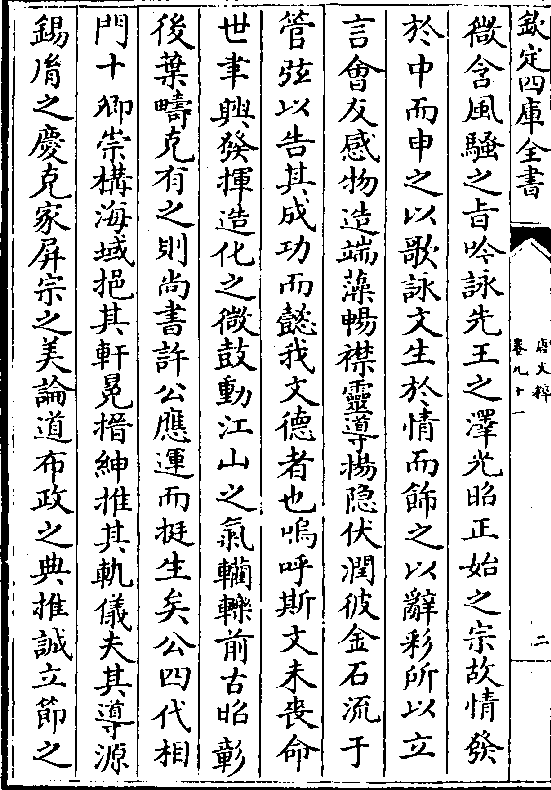 欽定四庫全書
唐文粹
卷九十一
二
微含風騷之旨吟詠先王之澤光昭正始之宗故情發
於中而申之以歌詠文生於情而飾之以辭彩所以立
言會友感物造端藻暢襟靈導揚隐伏潤彼金石流于
管弦以告其成功而懿我文德者也嗚呼斯文未喪命
世聿興發揮造化之微鼓動江山之氣轥轢前古昭彰
後葉疇克有之則尚書許公應運而挺生矣公四代相
門十卿崇構海域挹其軒冕搢紳推其軌儀夫其導源
錫胄之慶克家屏宗之美論道布政之典推誠立節之